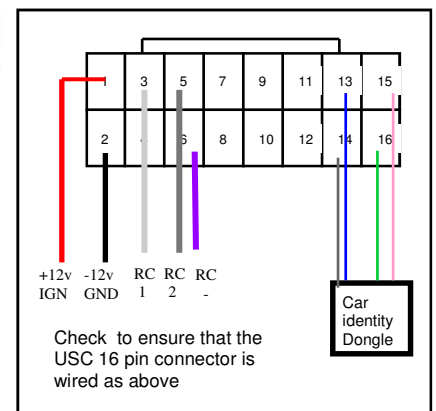 1 3 5 7 9 11 13 15
2 4 6 8 10 12 14 16
+12v -12v RC RC RC
IGN GND 1 2 -
Car
identity
Dongle
Check to ensure that the
USC 16 pin connector is
wired as above